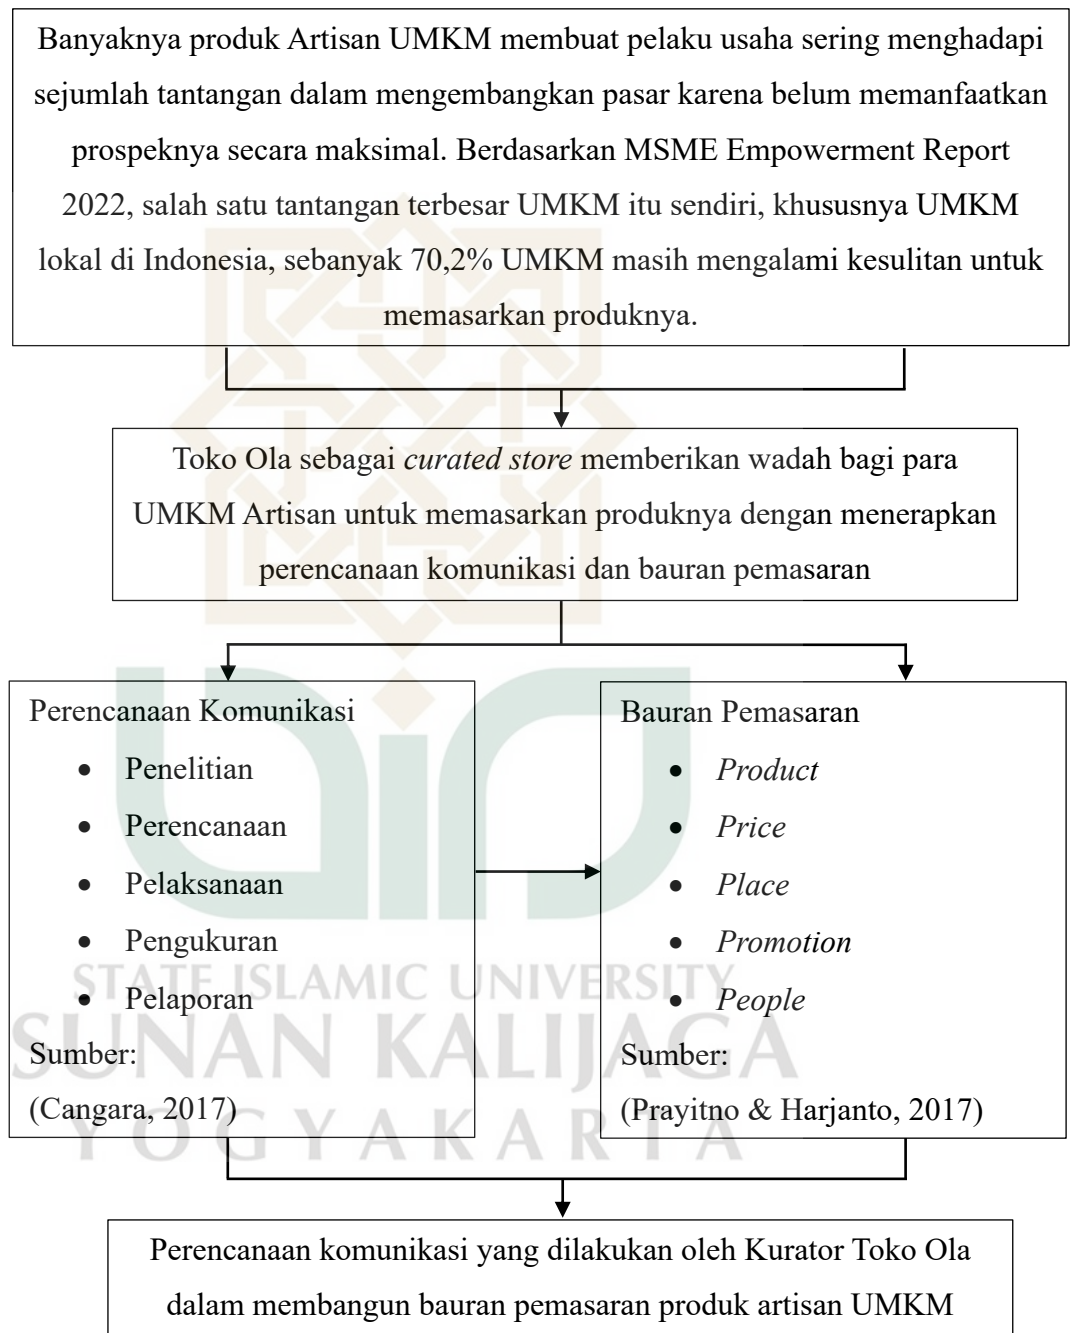 Banyaknya produk Artisan UMKM membuat pelaku usaha sering menghadapi
sejumlah tantangan dalam mengembangkan pasar karena belum memanfaatkan
prospeknya secara maksimal. Berdasarkan MSME Empowerment Report
2022, salah satu tantangan terbesar UMKM itu sendiri, khususnya UMKM
lokal di Indonesia, sebanyak 70,2% UMKM masih mengalami kesulitan untuk
memasarkan produknya.
Toko Ola sebagai curated store memberikan wadah bagi para
UMKM Artisan untuk memasarkan produknya dengan menerapkan
perencanaan komunikasi dan bauran pemasaran
Perencanaan Komunikasi
• Penelitian
• Perencanaan
• Pelaksanaan
• Pengukuran
• Pelaporan
Sumber:
(Cangara, 2017)
Bauran Pemasaran
• Product
• Price
• Place
• Promotion
• People
Sumber:
(Prayitno & Harjanto, 2017)
STATE ISLAMIC UNIVERSITY
SUNAN KALIJAGA
YOGYAKARTA
Perencanaan komunikasi yang dilakukan oleh Kurator Toko Ola
dalam membangun bauran pemasaran produk artisan UMKM